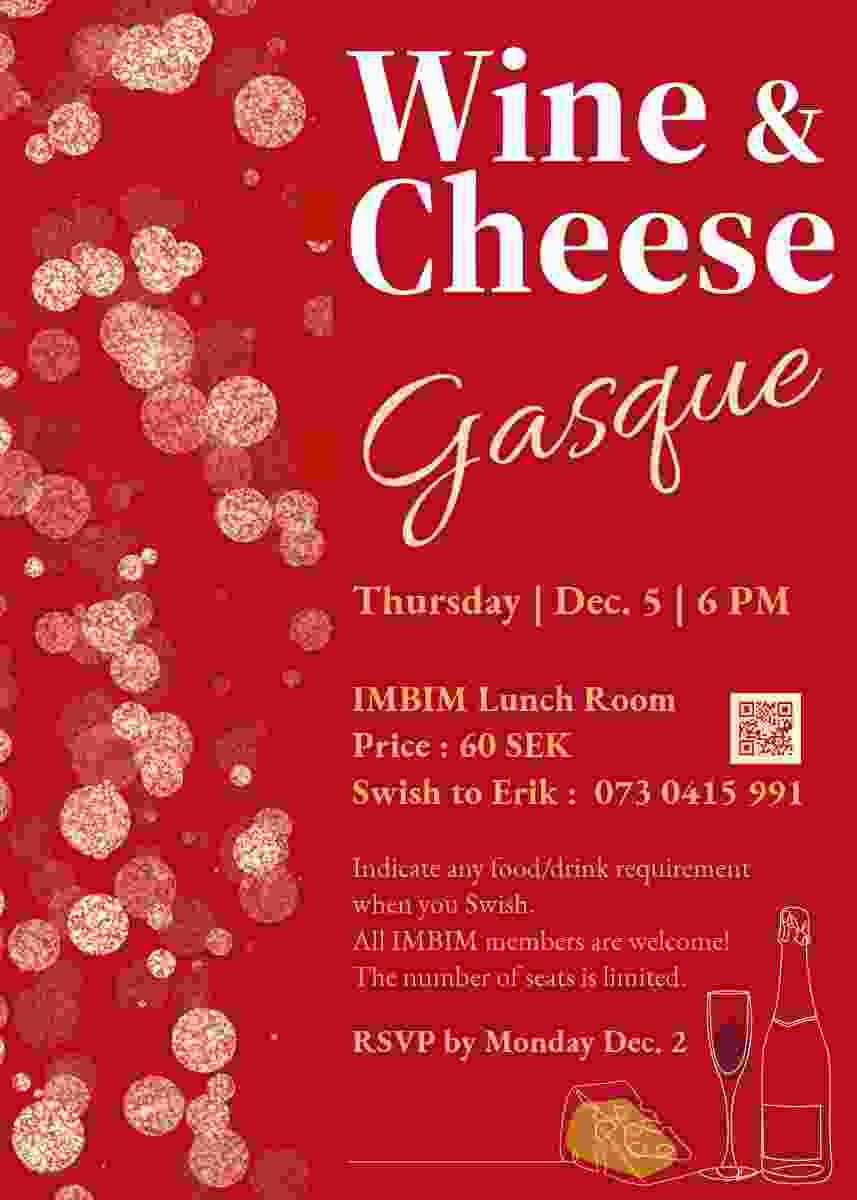 Wine &
Cheese
Gasque
Thursday | Dec. 5 | 6 PM
IMBIM Lunch Room
Price : 60 SEK
Swish to Erik : 073 0415 991
Indicate any food/drink requirement
when you Swish.
All IMBIM members are welcome!
The number of seats is limited.
RSVP by Monday Dec. 2